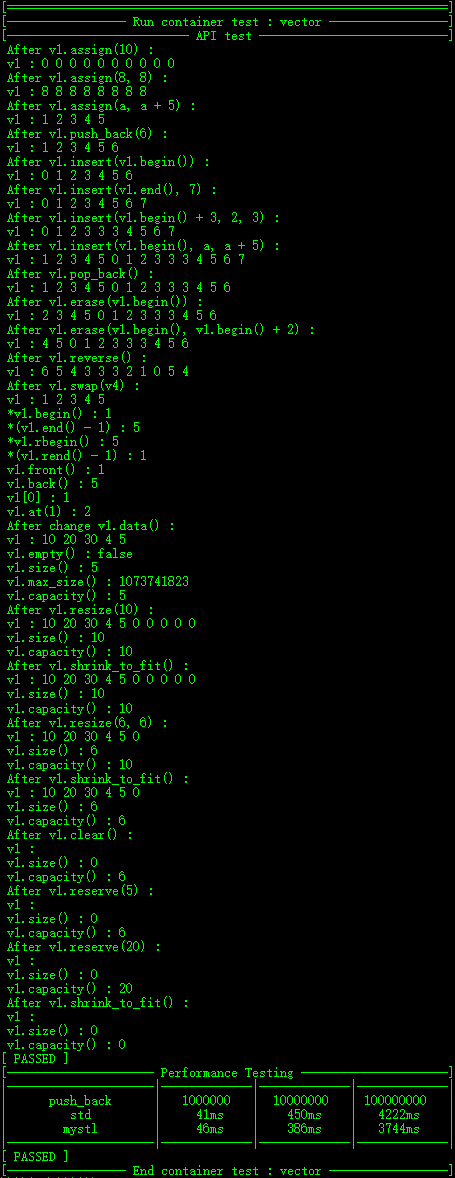 Run container test : vector
API test
After v1.assign(10) :
v1 : 0 0 0 0 0 0 0 0 0 0
After v1.assign(8, 8) :
v1 : 8 8 8 8 8 8 8 8
After v1.assign(a, a + 5) :
v1 : 1 2 3 4 5
After v1.push_back(6) :
v1 : 1 2 3 4 5 6
After v1.insert(v1.begin()) :
v1 : 0 1 2 3 4 5 6
After v1.insert(v1.end(), 7) :
v1 : 0 1 2 3 4 5 6 7
After v1.insert(v1.begin() + 3, 2, 3) :
v1 : 0 1 2 3 3 3 4 5 6 7
After v1.insert(v1.begin(), a, a + 5) :
v1 : 1 2 3 4 5 0 1 2 3 3 3 4 5 6 7
After v1.pop_back() :
v1 : 1 2 3 4 5 0 1 2 3 3 3 4 5 6
After v1.erase(v1.begin()) :
v1 : 2 3 4 5 0 1 2 3 3 3 4 5 6
After v1.erase(v1.begin(), v1.begin() + 2) :
v1 : 4 5 0 1 2 3 3 3 4 5 6
After v1.reverse() :
v1 : 6 5 4 3 3 3 2 1 0 5 4
After v1.swap(v4) :
v1 : 1 2 3 4 5
*v1.begin() : 1
*(v1.end() - 1) : 5
*v1.rbegin() : 5
*(v1.rend() - 1) : 1
v1.front() : 1
v1.back() : 5
v1[0] : 1
v1.at(1) : 2
After change v1.data() :
v1 : 10 20 30 4 5
v1.empty() : false
v1.size() : 5
v1.max_size() : 1073741823
v1.capacity() : 5
After v1.resize(10) :
v1 : 10 20 30 4 5 0 0 0 0 0
v1.size() : 10
v1.capacity() : 10
After v1.shrink_to_fit() :
v1 : 10 20 30 4 5 0 0 0 0 0
v1.size() : 10
v1.capacity() : 10
After v1.resize(6, 6) :
v1 : 10 20 30 4 5 0
v1.size() : 6
v1.capacity() : 10
After v1.shrink_to_fit() :
v1 : 10 20 30 4 5 0
v1.size() : 6
v1.capacity() : 6
After v1.clear() :
v1 :
v1.size() : 0
v1.capacity() : 6
After v1.reserve(5) :
v1 :
v1.size() : 0
v1.capacity() : 6
After v1.reserve(20) :
v1 :
v1.size() : 0
v1.capacity() : 20
After v1.shrink_to_fit() :
v1 :
v1.size() : 0
v1.capacity() : 0
[ PASSED ]
Performance Testing
push_back 1000000 10000000 100000000
std 41ms 450ms 4222ms
mystl 46ms 386ms 3744ms
[ PASSED ]
End container test : vector